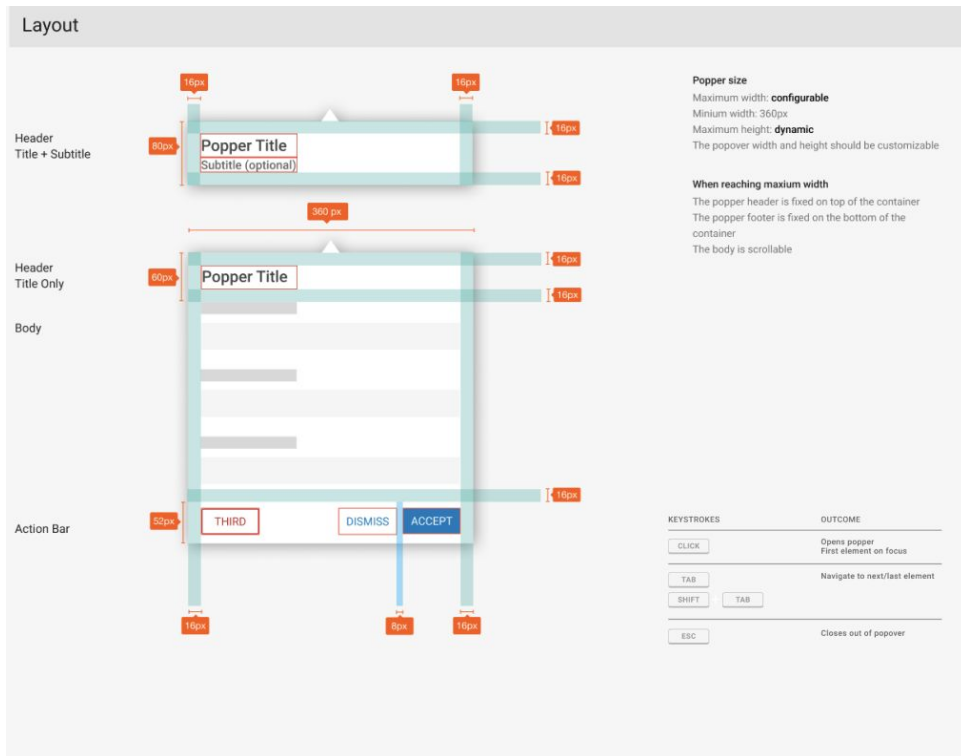 Layout
16px
16px
Header
Title + Subtitle
80px
Popper Title
Subtitle (optional)
16px
16px
360 px
Header
Title Only
60px
Popper Title
16px
16px
Body
16px
Action Bar
52px
THIRD
DISMISS
ACCEPT
16px
8px
16px
Popper size
Maximum width: configurable
Minium width: 360px
Maximum height: dynamic
The popover width and height should be customizable
When reaching maxium width
The popper header is fixed on top of the container
The popper footer is fixed on the bottom of the
container
The body is scrollable
KEYSTROKES OUTCOME
CLICK
Opens popper
First element on focus
TAB
Navigate to next/last element
SHIFT TAB
ESC
Closes out of popover